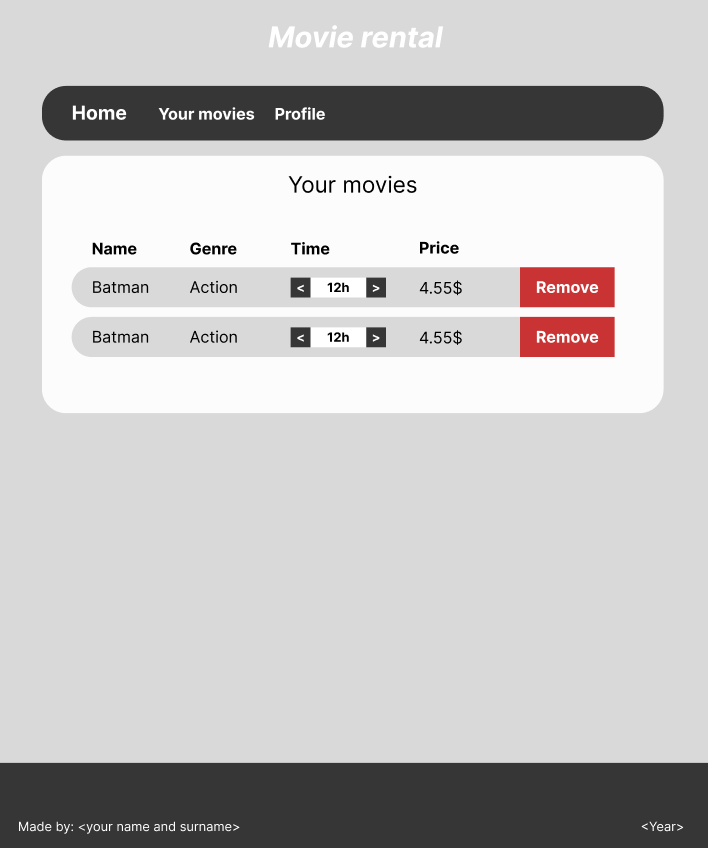 Movie rental
Home Your movies Profile
Your movies
Name Genre Time Price
Batman Action < 12h > 4.55$ Remove
Batman Action < 12h > 4.55$ Remove
Made by: <your name and surname> <Year>